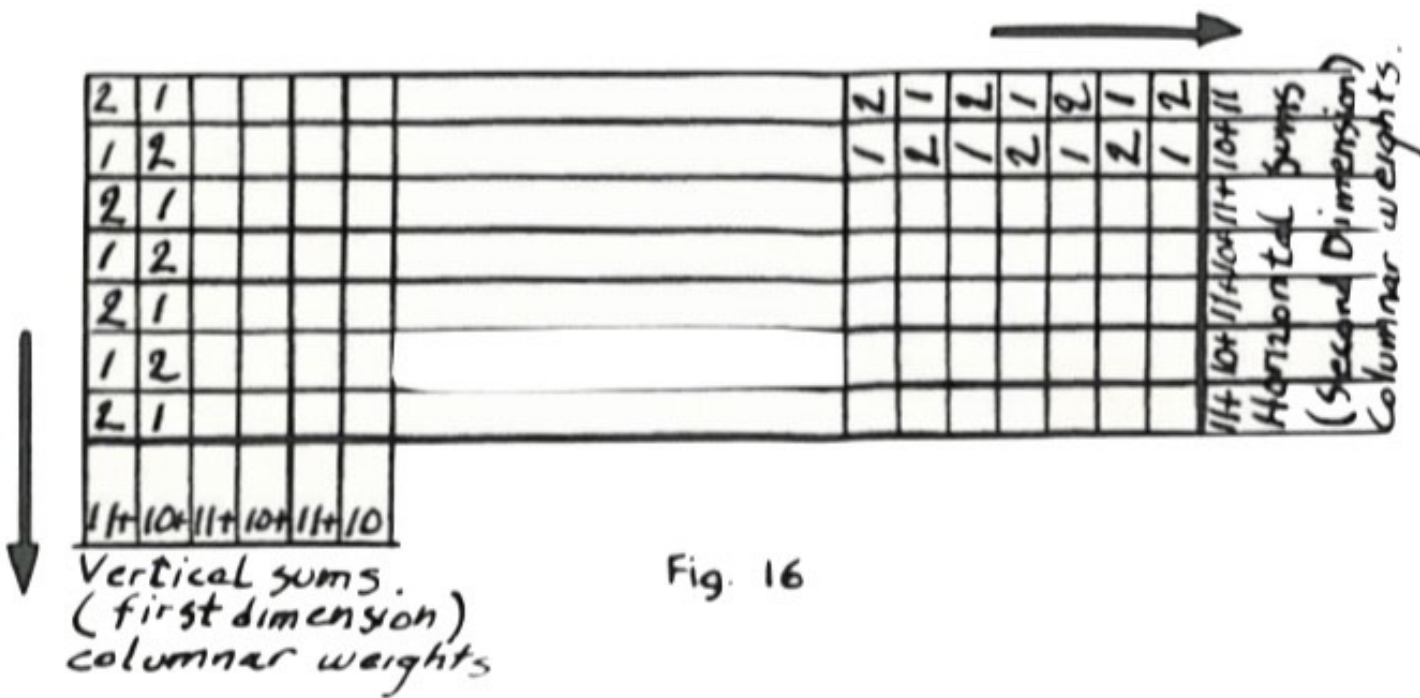 2 1 2 1 2 1 2 1 2
1 2 1 2 1 2 1 2 1
2 1
1 2
2 1
1 2
2 1
11+ 10+ 11+ 10+ 11+ 10
Vertical sums.
(first dimension)
columnar weights
11+ 10+ 11+ 10+ 11+ 10+ 11
Horizontal sums
(Second Dimension)
Columnar weights.
Fig. 16